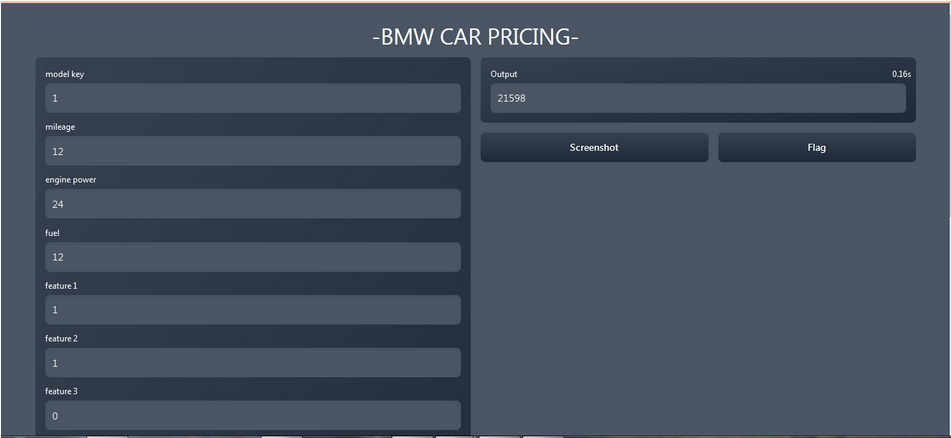 -BMW CAR PRICING-
model key
1
mileage
12
engine power
24
fuel
12
feature 1
1
feature 2
1
feature 3
0
Output
0.16s
21598
Screenshot
Flag